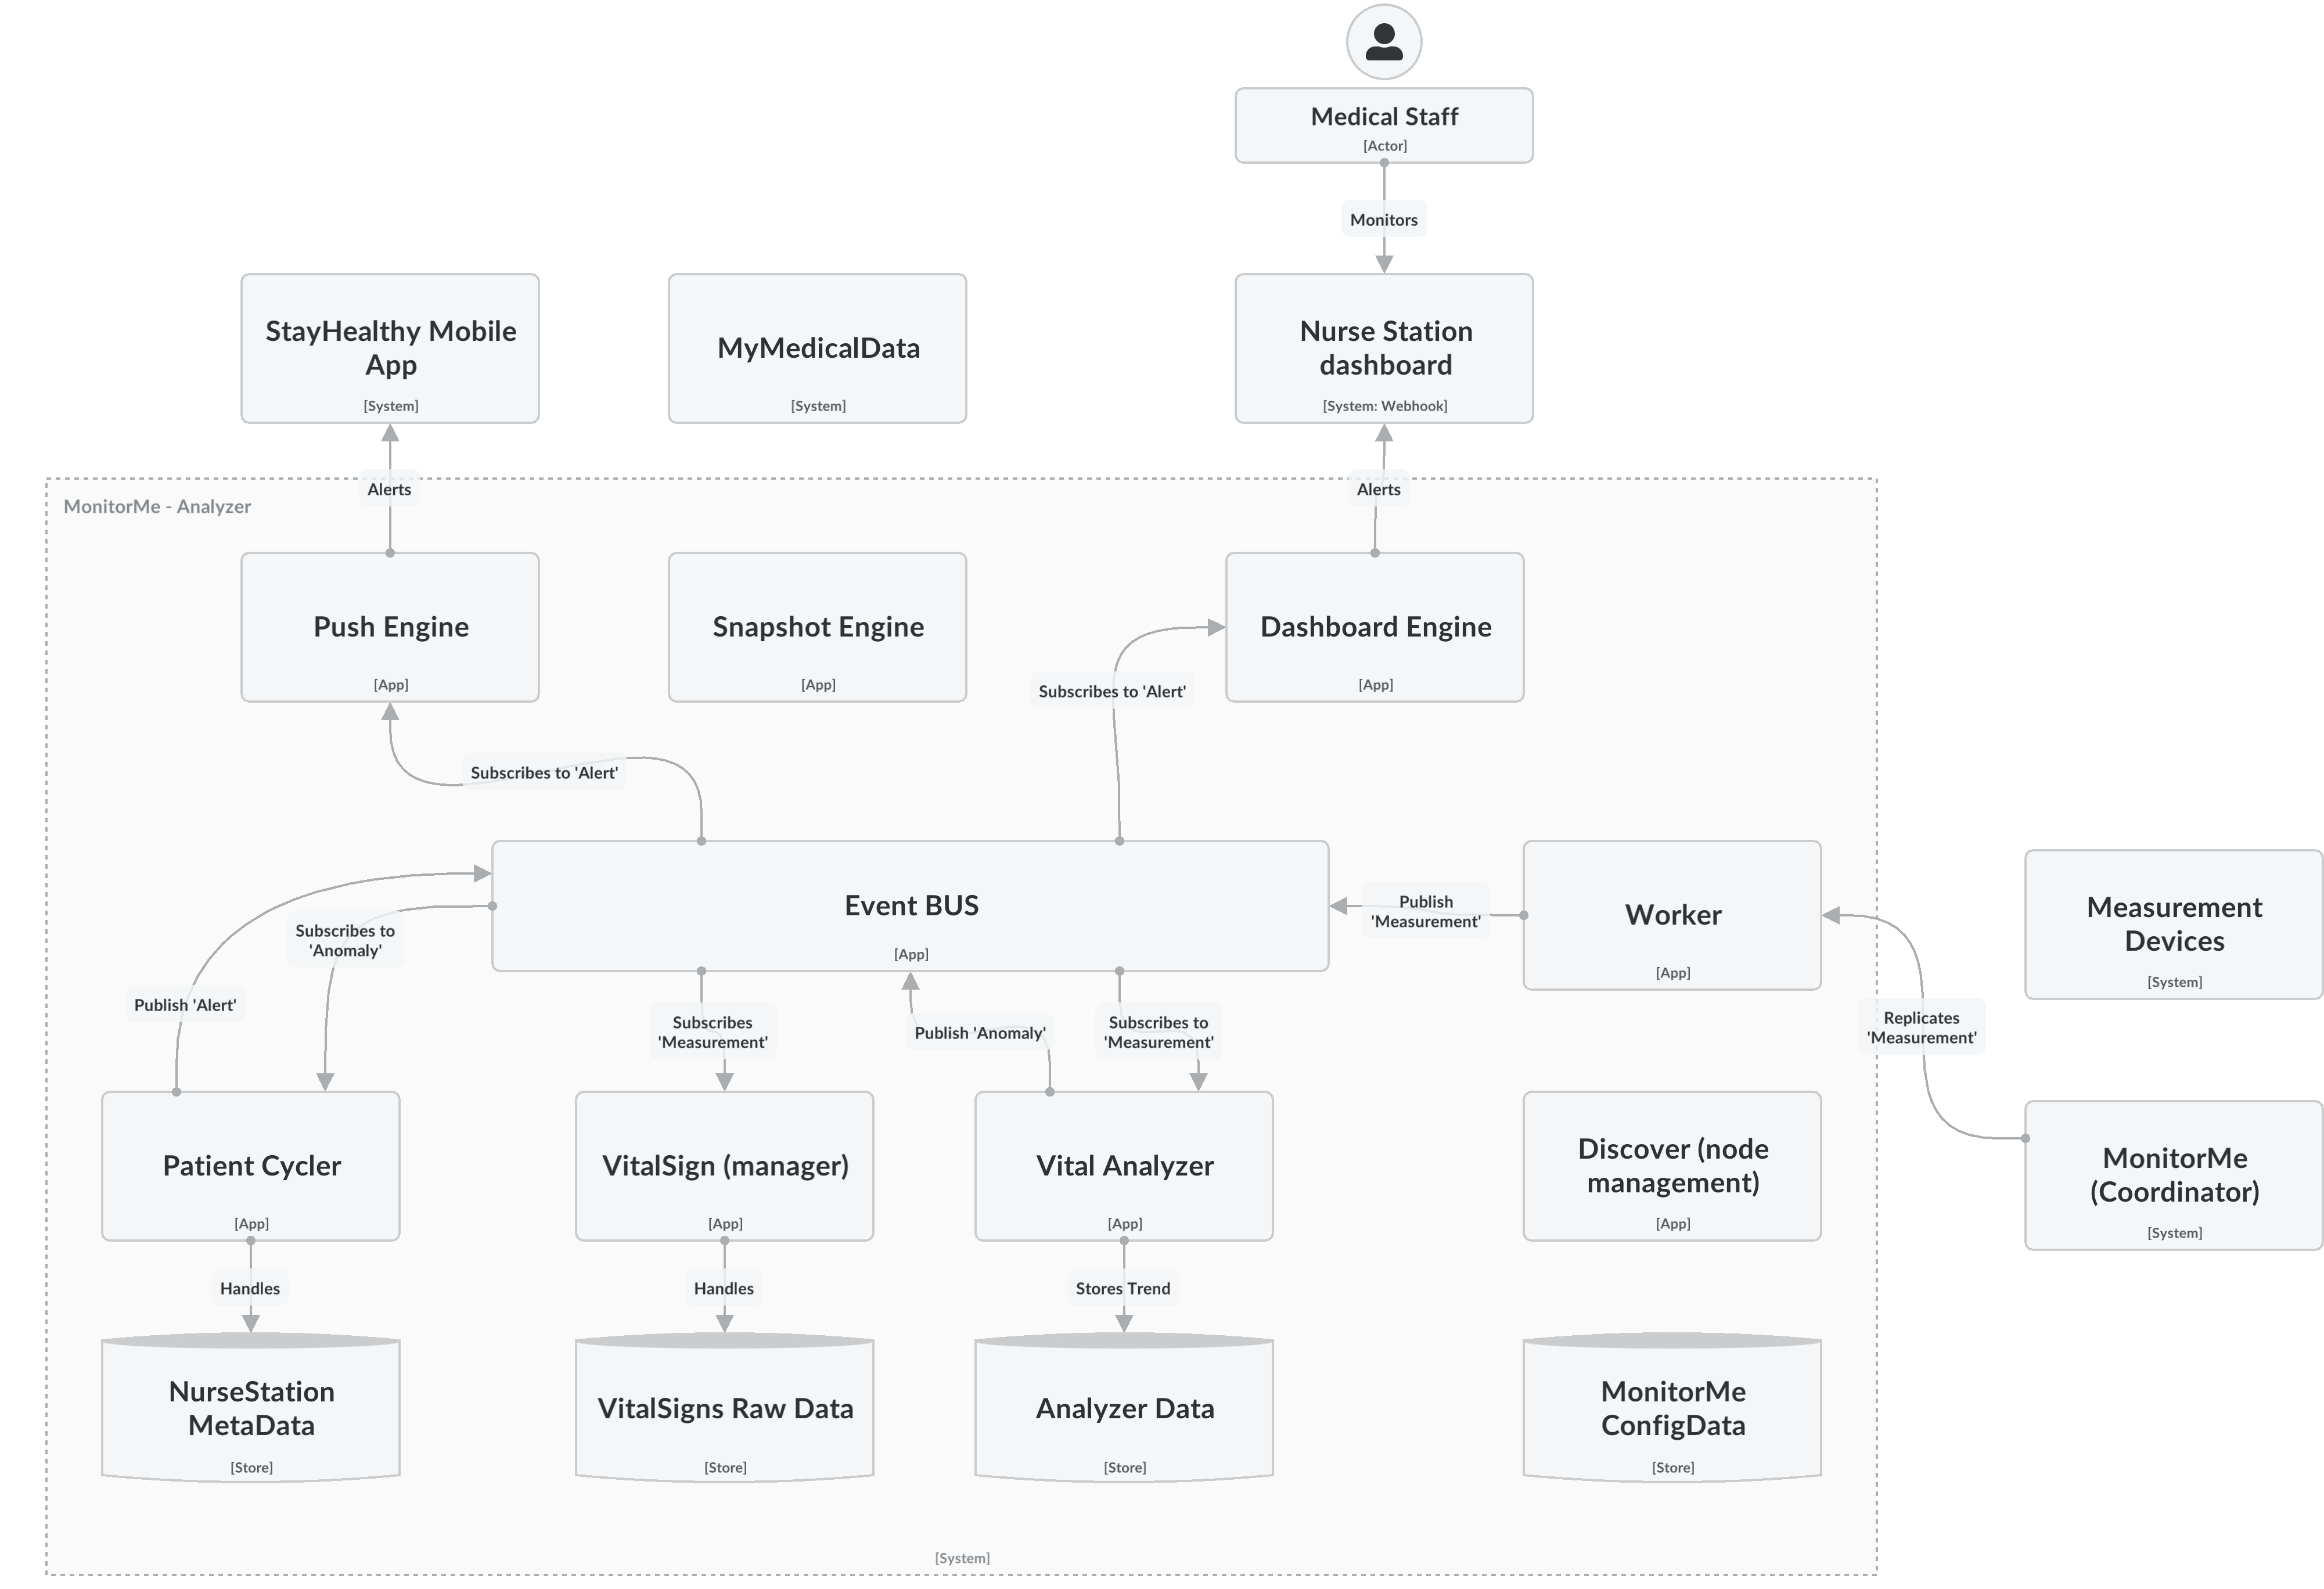 Medical Staff
[Actor]
Monitors
StayHealthy Mobile
App
[System]
MyMedicalData
[System]
Nurse Station
dashboard
[System: Webhook]
Alerts
Alerts
MonitorMe - Analyzer
Push Engine
[App]
Snapshot Engine
[App]
Dashboard Engine
[App]
Subscribes to 'Alert'
Subscribes to 'Alert'
Event BUS
[App]
Publish
'Measurement'
Worker
[App]
Measurement
Devices
[System]
Subscribes to
'Anomaly'
Publish 'Alert'
Subscribes
'Measurement'
Publish 'Anomaly'
Subscribes to
'Measurement'
Replicates
'Measurement'
Patient Cycler
[App]
VitalSign (manager)
[App]
Vital Analyzer
[App]
Discover (node
management)
[App]
MonitorMe
(Coordinator)
[System]
Handles
Handles
Stores Trend
NurseStation
MetaData
[Store]
VitalSigns Raw Data
[Store]
Analyzer Data
[Store]
MonitorMe
ConfigData
[Store]
[System]